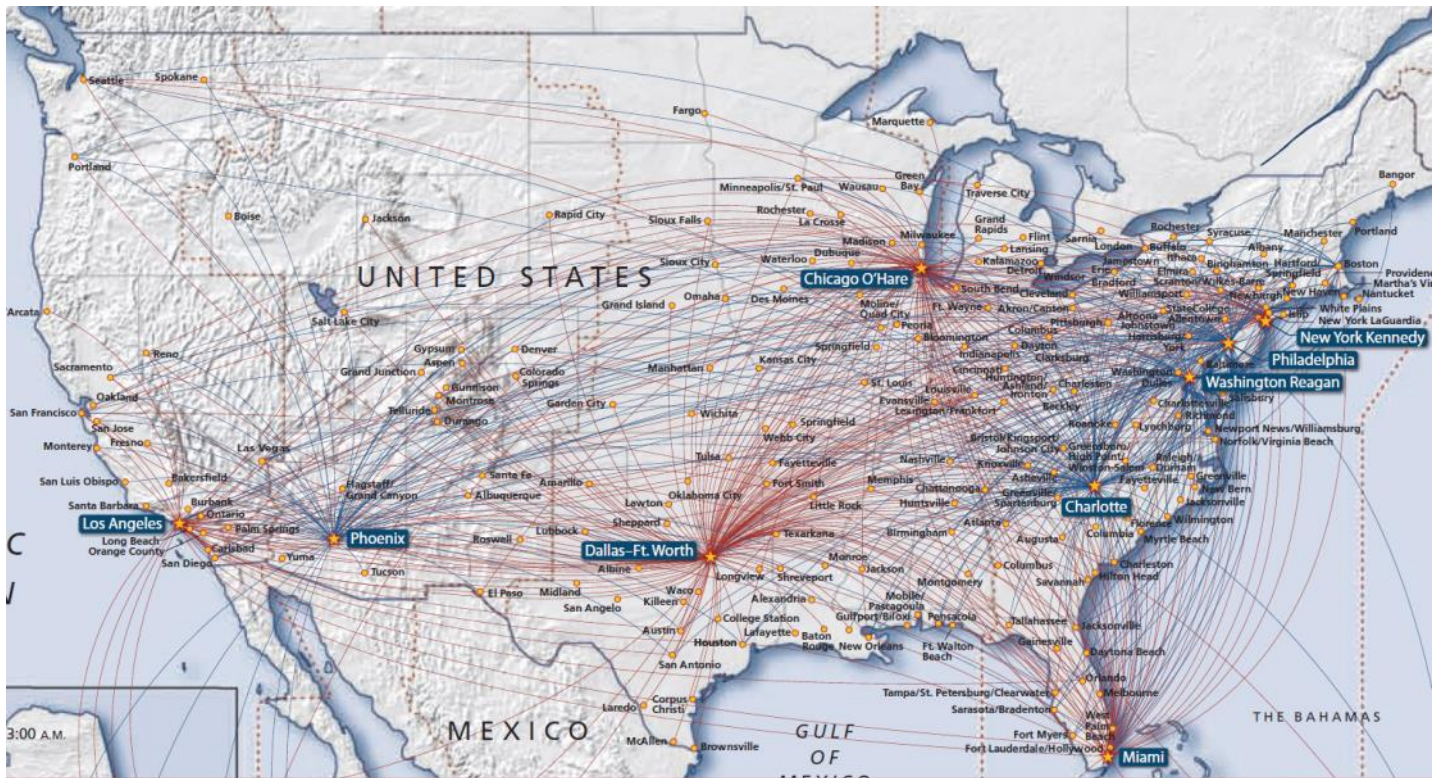 Seattle
Spokane
Portland
Boise
Jackson
Fargo
Marquette
Rapid City
Sioux Falls
Sioux City
Minneapolis/St. Paul
Wausau
Green
Bay
Traverse City
Rochester
La Crosse
Madison
Milwaukee
Waterloo
Dubuque
Grand
Rapids
Flint
Lansing
Kalamazoo
Detroit
Sarnia
London
Windsor
Bangor
Rochester
Syracuse
Buffalo
Ithaca
Albany
Manchester
Portland
Jamestown
Erie
Bradford
Elmira
Binghamton
Hartford
Springfield
Boston
Scranton/Wilkes-Barre
Williamsport
Newburgh
New Haven
Providence
Martha's Vin
Nantucket
White Plains
Islip
New York LaGuardia
New York Kennedy
Philadelphia
Washington Reagan
UNITED STATES
Chicago O'Hare
South Bend
Cleveland
Ft. Wayne
Akron/Canton
Pittsburgh
State College
Altoona
Johnstown
Allentown
Harrisburg
York
Arcata
Salt Lake City
Grand Island
Omaha
Des Moines
Moline/
Quad City
Peoria
Bloomington
Springfield
Indianapolis
Columbus
Dayton
Clarksburg
Cincinnati
Baltimore
Washington
Dulles
Salisbury
Reno
Sacramento
Oakland
San Francisco
San Jose
Monterey
Fresno
Las Vegas
Gypsum
Aspen
Grand Junction
Gunnison
Montrose
Telluride
Durango
Denver
Colorado
Springs
Manhattan
Kansas City
Garden City
Wichita
St. Louis
Evansville
Louisville
Lexington/Frankfort
Huntington/
Ashland/
Ironton
Charleston
Beckley
Charlottesville
Richmond
Roanoke
Lynchburg
Newport News/Williamsburg
Norfolk/Virginia Beach
Springfield
Webb City
Tulsa
Fayetteville
Fort Smith
Nashville
Memphis
Little Rock
Huntsville
Chattanooga
Knoxville
Bristol/Kingsport/
Johnson City
Greensboro/
High Point/
Winston-Salem
Raleigh/
Durham
Asheville
Greenville/
Spartanburg
Fayetteville
Greenville
New Bern
Jacksonville
Charlotte
Wilmington
Florence
Myrtle Beach
Columbia
San Luis Obispo
Bakersfield
Santa Barbara
Burbank
Ontario
Los Angeles
Long Beach
Orange County
Palm Springs
Carlsbad
San Diego
Yuma
Flagstaff/
Grand Canyon
Phoenix
Tucson
Santa Fe
Albuquerque
Amarillo
Lubbock
Roswell
Lawton
Oklahoma City
Sheppard
Dallas–Ft. Worth
Texarkana
Albine
Longview
Shreveport
Monroe
Jackson
Birmingham
Atlanta
Augusta
Columbus
Montgomery
Savannah
Charleston
Hilton Head
El Paso
Midland
San Angelo
Waco
Killeen
Alexandria
College Station
Austin
Houston
Lafayette
Baton
Rouge
New Orleans
Gulfport/Biloxi
Mobile/
Pascagoula
Pensacola
Ft. Walton
Beach
Tallahassee
Gainesville
Jacksonville
Daytona Beach
San Antonio
Laredo
Corpus
Christi
McAllen
Brownsville
Orlando
Melbourne
Tampa/St. Petersburg/Clearwater
Sarasota/Bradenton
West
Palm
Beach
Fort Myers
Fort Lauderdale/Hollywood
Miami
MEXICO
GULF
OF
MEXICO
THE BAHAMAS
3:00 A.M.